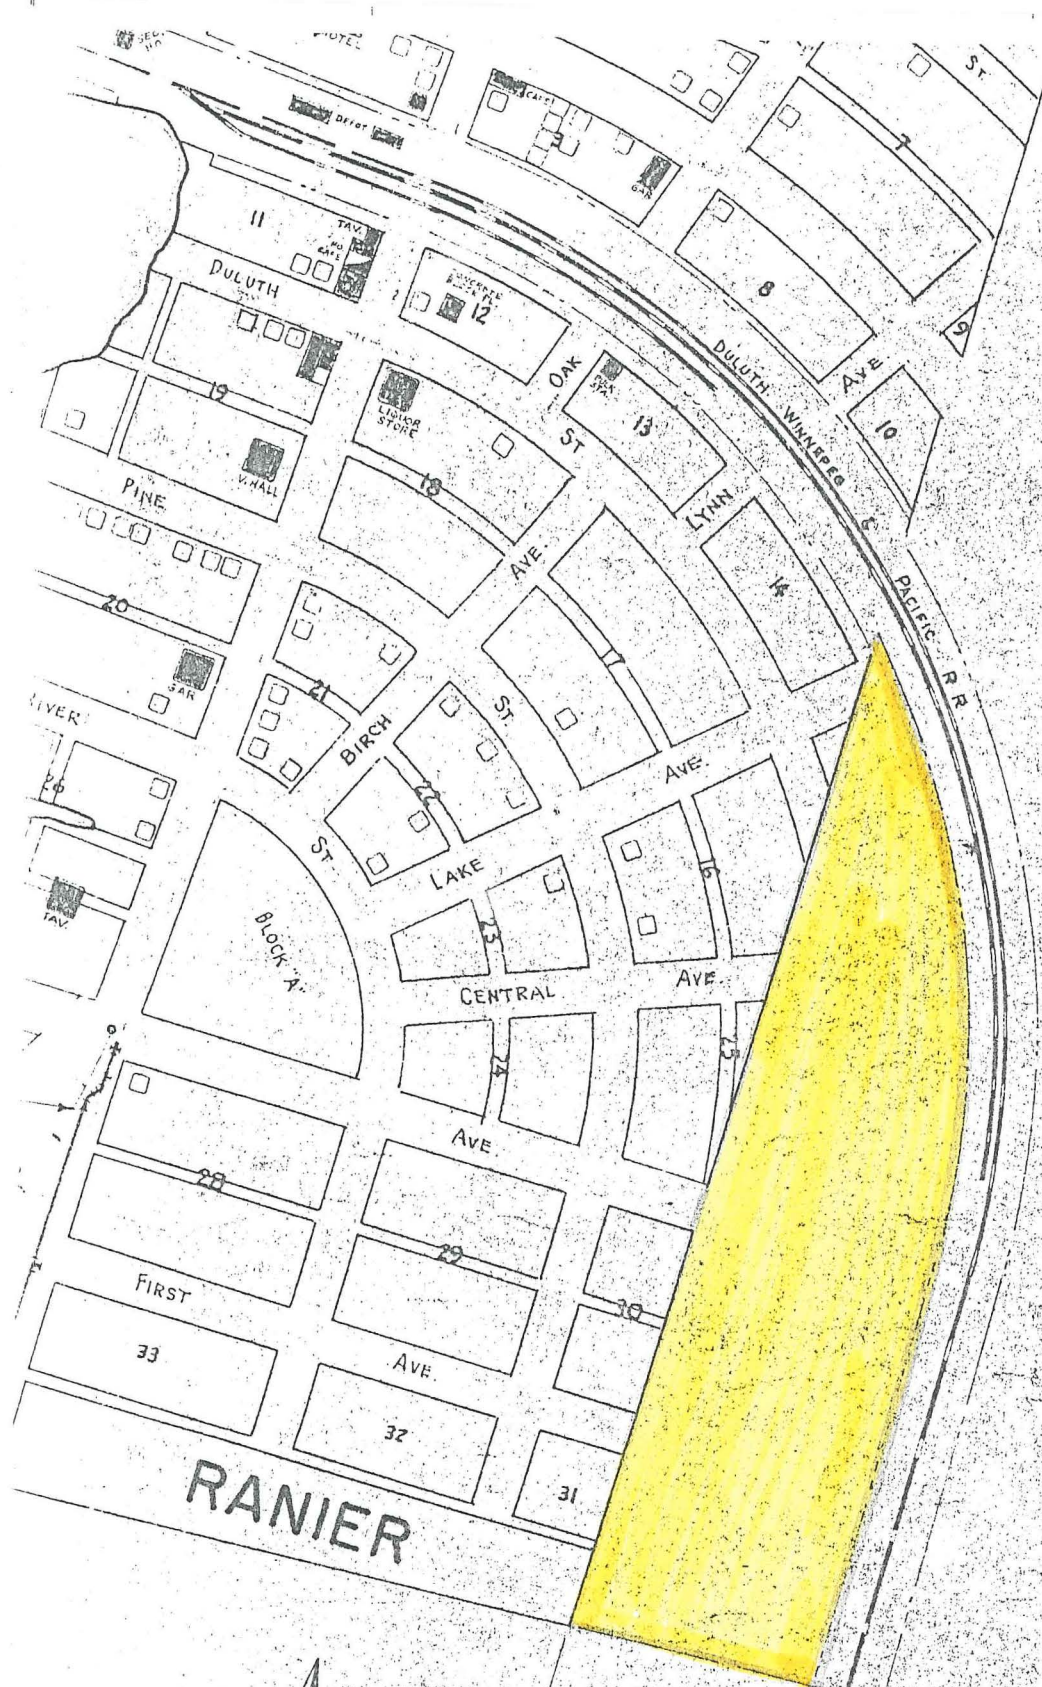 HOTEL
DEPOT
CAFE
3
GAR
ST.
7
8
9
AVE
10
11
TAV.
DULUTH
12
OAK
ST
13
LYNN
14
DULUTH WINNEPEG & PACIFIC R R
19
LIQUOR
STORE
18
V. HALL
PINE
AVE.
20
17
GAR
21
BIRCH
ST.
RIVER
26
22
AVE.
ST.
LAKE
16
TAV.
BLOCK "A"
23
CENTRAL
AVE.
24
25
AVE
28
29
30
FIRST
AVE.
33
32
31
RANIER